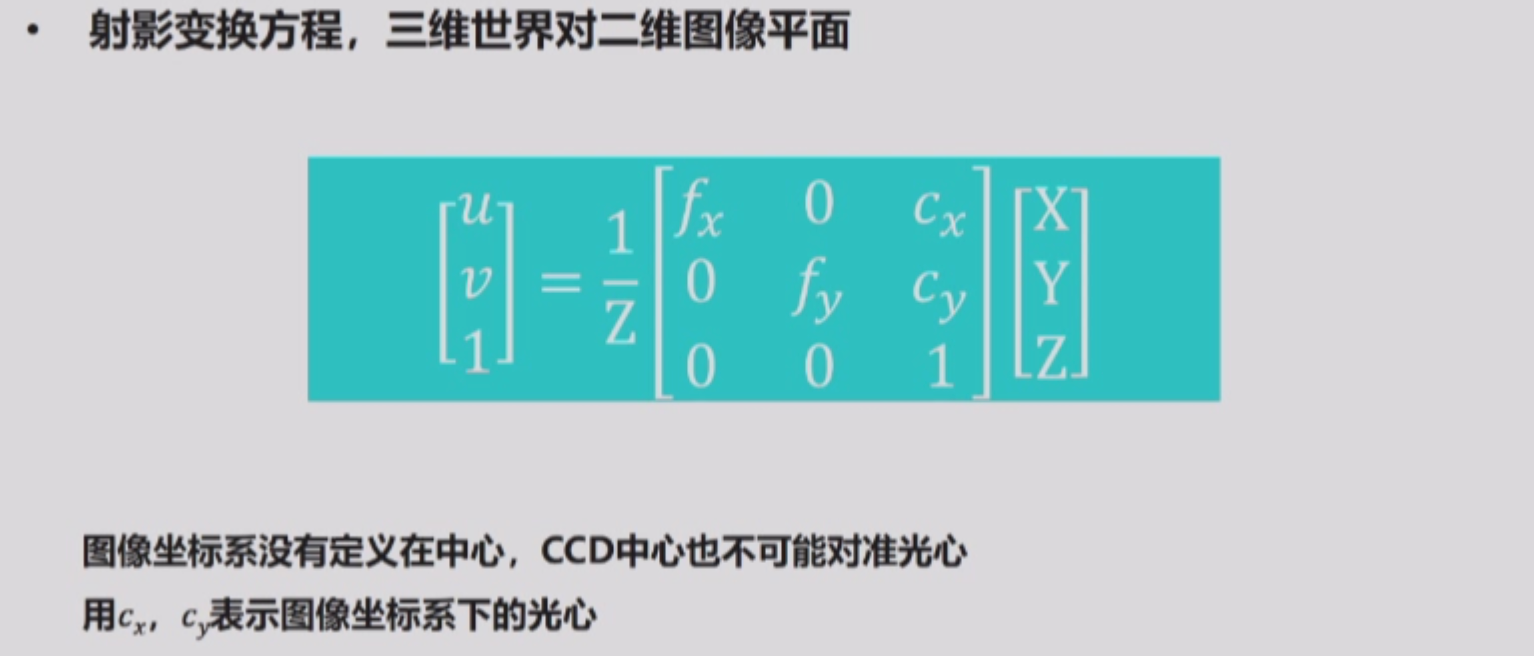 • 射影变换方程，三维世界对二维图像平面
$$\begin{bmatrix} u \\ v \\ 1 \end{bmatrix} = \frac{1}{Z} \begin{bmatrix} f_x & 0 & c_x \\ 0 & f_y & c_y \\ 0 & 0 & 1 \end{bmatrix} \begin{bmatrix} X \\ Y \\ Z \end{bmatrix}$$
图像坐标系没有定义在中心，CCD中心也不可能对准光心
用$c_x$，$c_y$表示图像坐标系下的光心